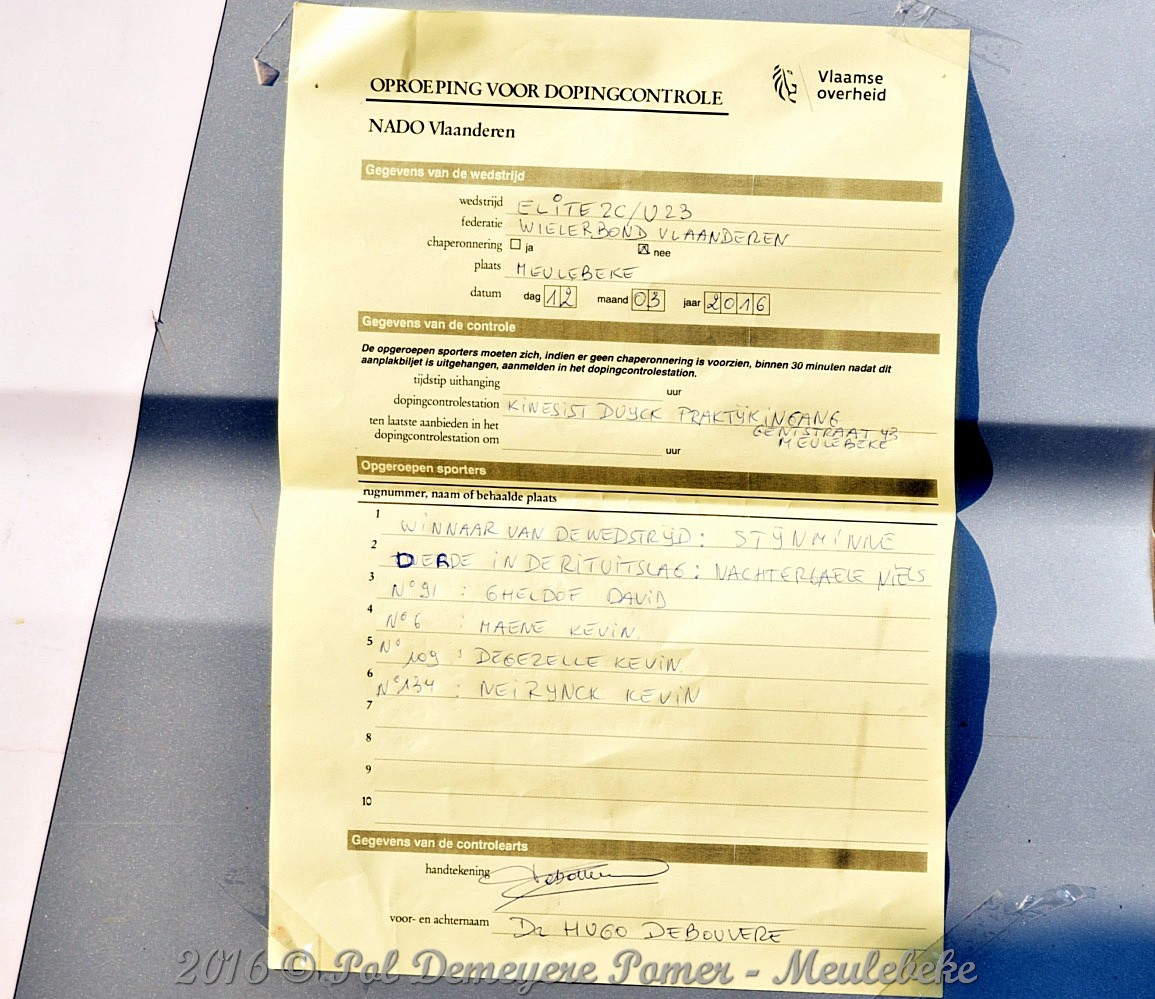 OPROEPING VOOR DOPINGCONTROLE
Vlaamse
overheid
NADO Vlaanderen
Gegevens van de wedstrijd
wedstrijd ELITE 2C/U23
federatie WIELERBOND VLAANDEREN
chaperonnering ja nee
plaats MEULEBEKE
datum dag 12 maand 03 jaar 2016
Gegevens van de controle
De opgeroepen sporters moeten zich, indien er geen chaperonnering is voorzien, binnen 30 minuten nadat dit
aanplakbiljet is uitgehangen, aanmelden in het dopingcontrolestation.
tijdstip uithanging uur
dopingcontrolestation KINESIST DUYCK PRAKTIJKINGANG
GENTSTRAAT 43
MEULEBEKE
ten laatste aanbieden in het
dopingcontrolestation om uur
Opgeroepen sporters
rugnummer, naam of behaalde plaats
1 WINNAAR VAN DE WEDSTRIJD: STIJN MINNE
2 DERDE IN DE RITUITSLAG: NACHTERGAELE NIELS
3 N° 91 : GHELDOF DAVID
4 N° 6 : MAENE KEVIN
5 N° 109 : DEGEZELLE KEVIN
6 N° 134 : NEIRYNCK KEVIN
7
8
9
10
Gegevens van de controlearts
handtekening
voor- en achternaam Dr HUGO DEBOUVERE
2016 © Pol Demeyere Pomer - Meulebeke